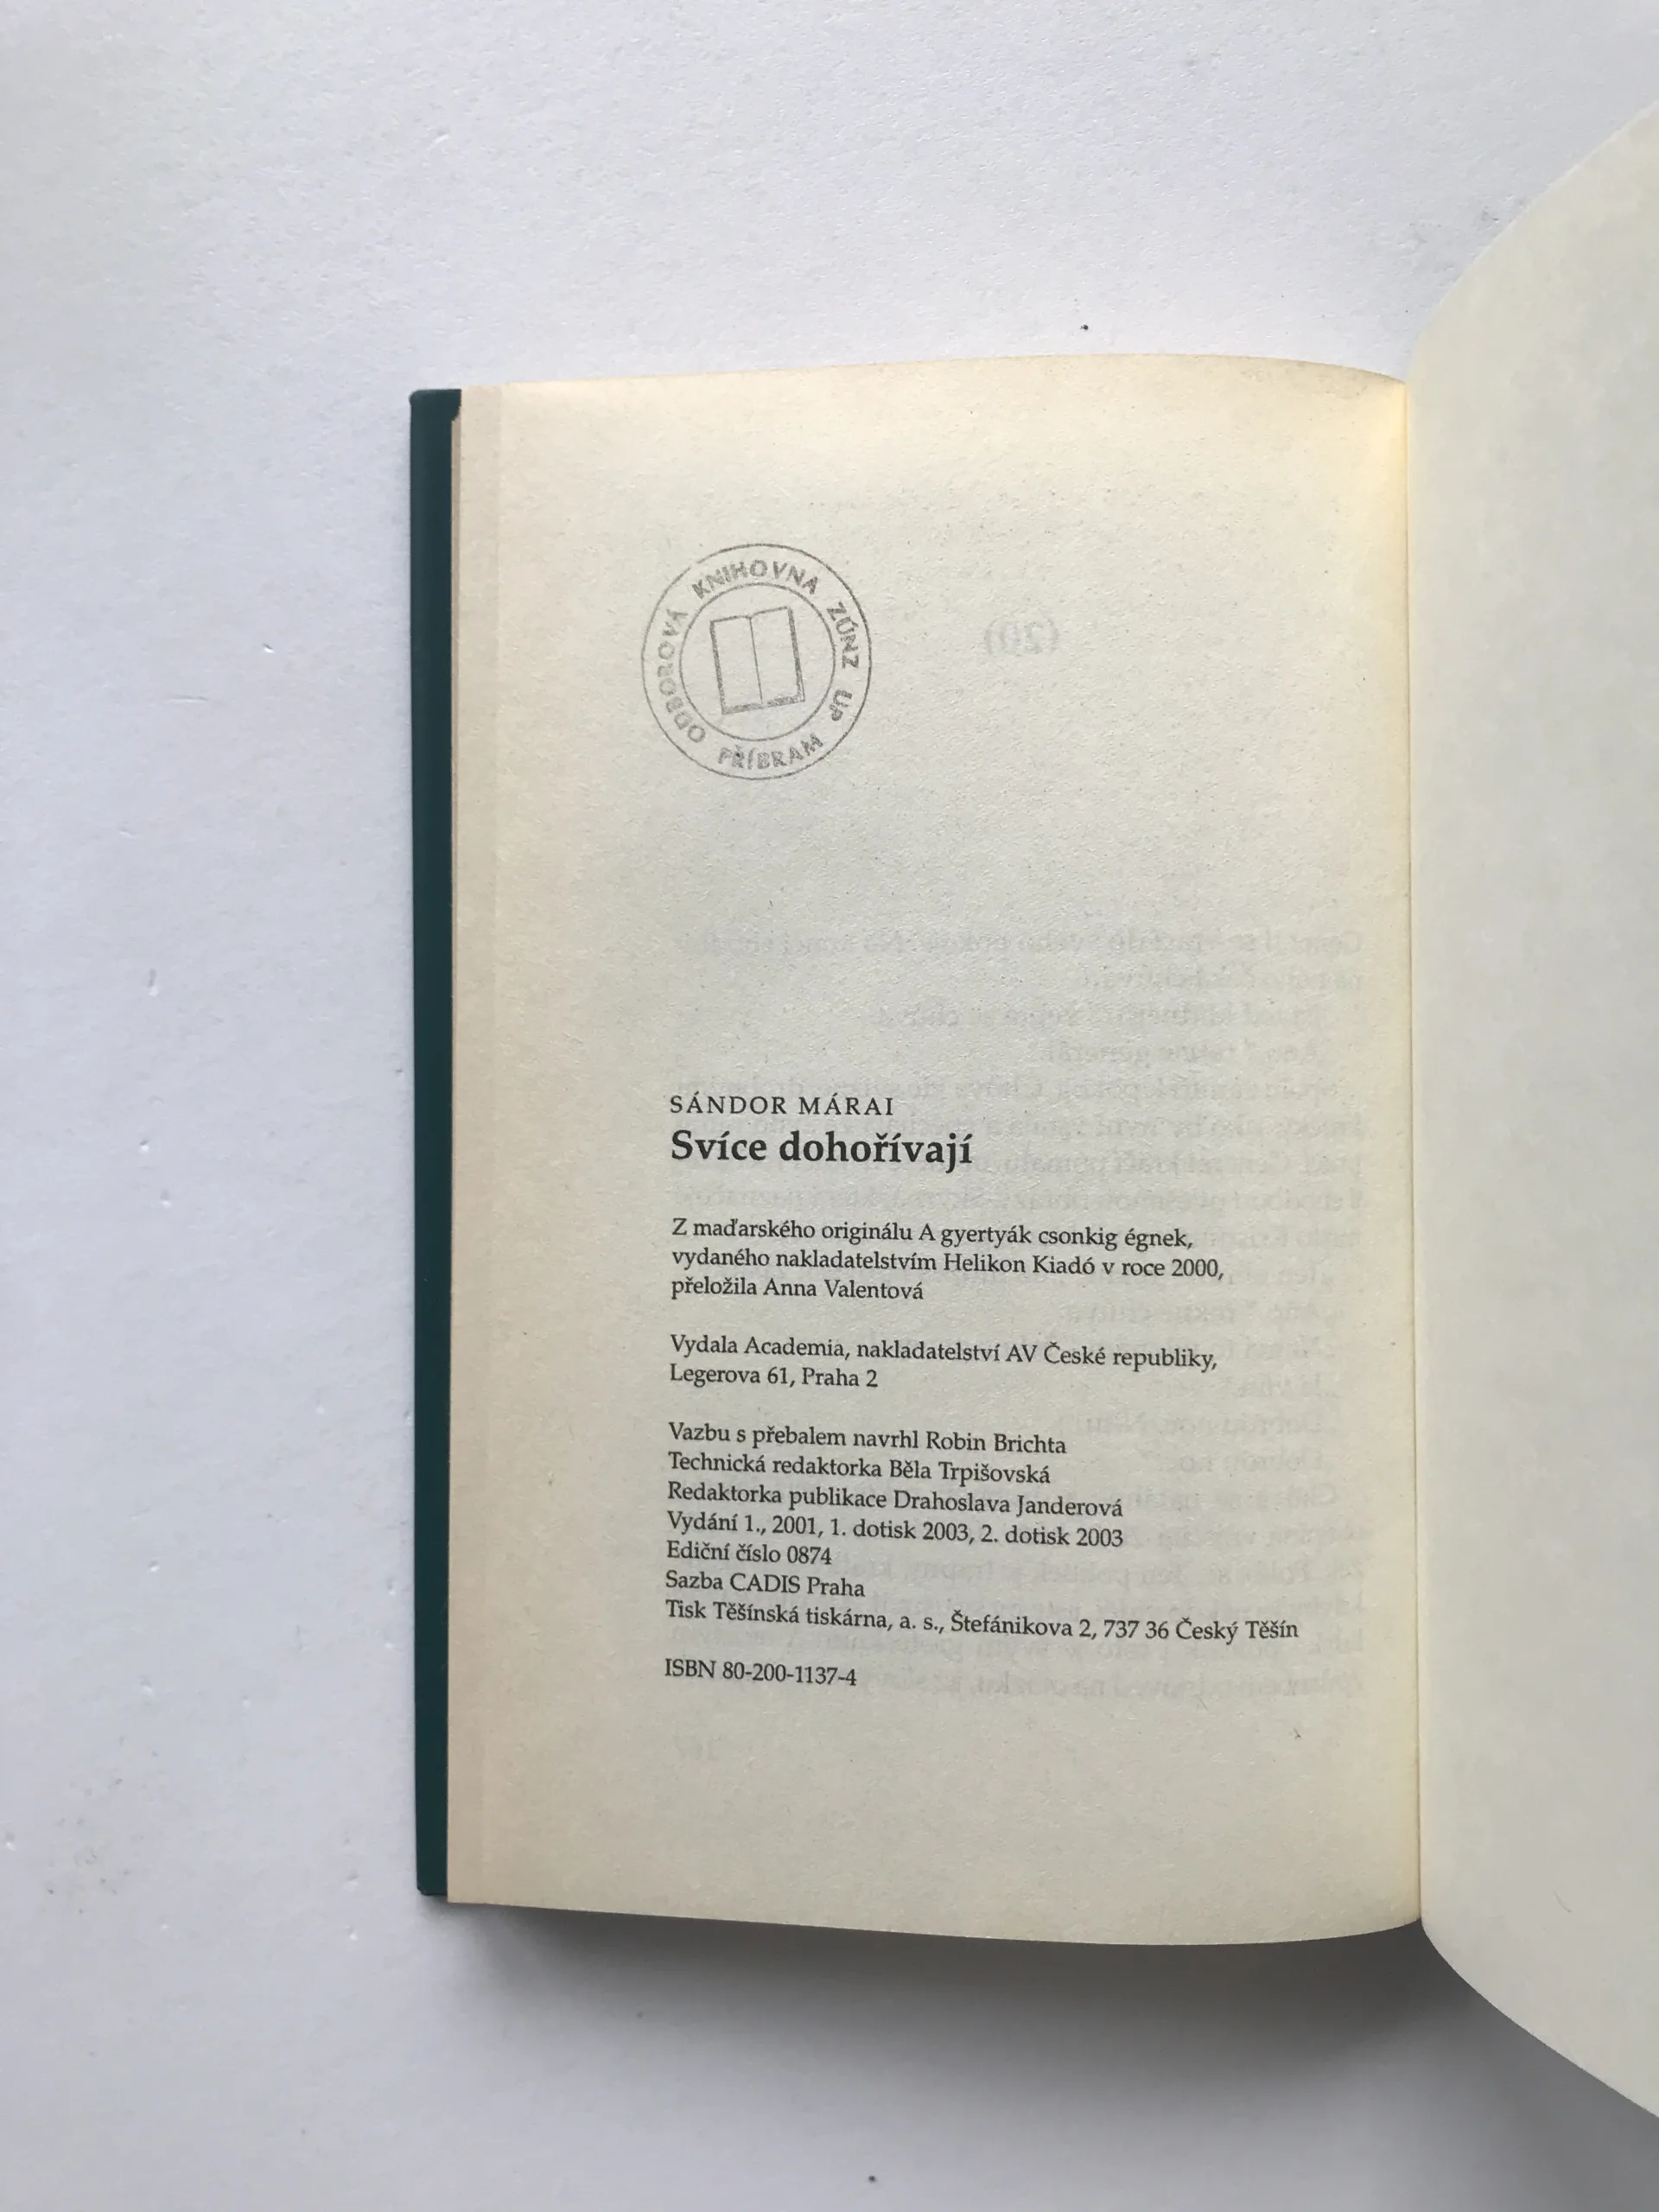 ODBOROVÁ KNIHOVNA ZÚNZ UP PŘÍBRAM
SÁNDOR MÁRAI
Svíce dohořívají
Z maďarského originálu A gyertyák csonkig égnek,
vydaného nakladatelstvím Helikon Kiadó v roce 2000,
přeložila Anna Valentová
Vydala Academia, nakladatelství AV České republiky,
Legerova 61, Praha 2
Vazbu s přebalem navrhl Robin Brichta
Technická redaktorka Běla Trpišovská
Redaktorka publikace Drahoslava Janderová
Vydání 1., 2001, 1. dotisk 2003, 2. dotisk 2003
Ediční číslo 0874
Sazba CADIS Praha
Tisk Těšínská tiskárna, a. s., Štefánikova 2, 737 36 Český Těšín
ISBN 80-200-1137-4